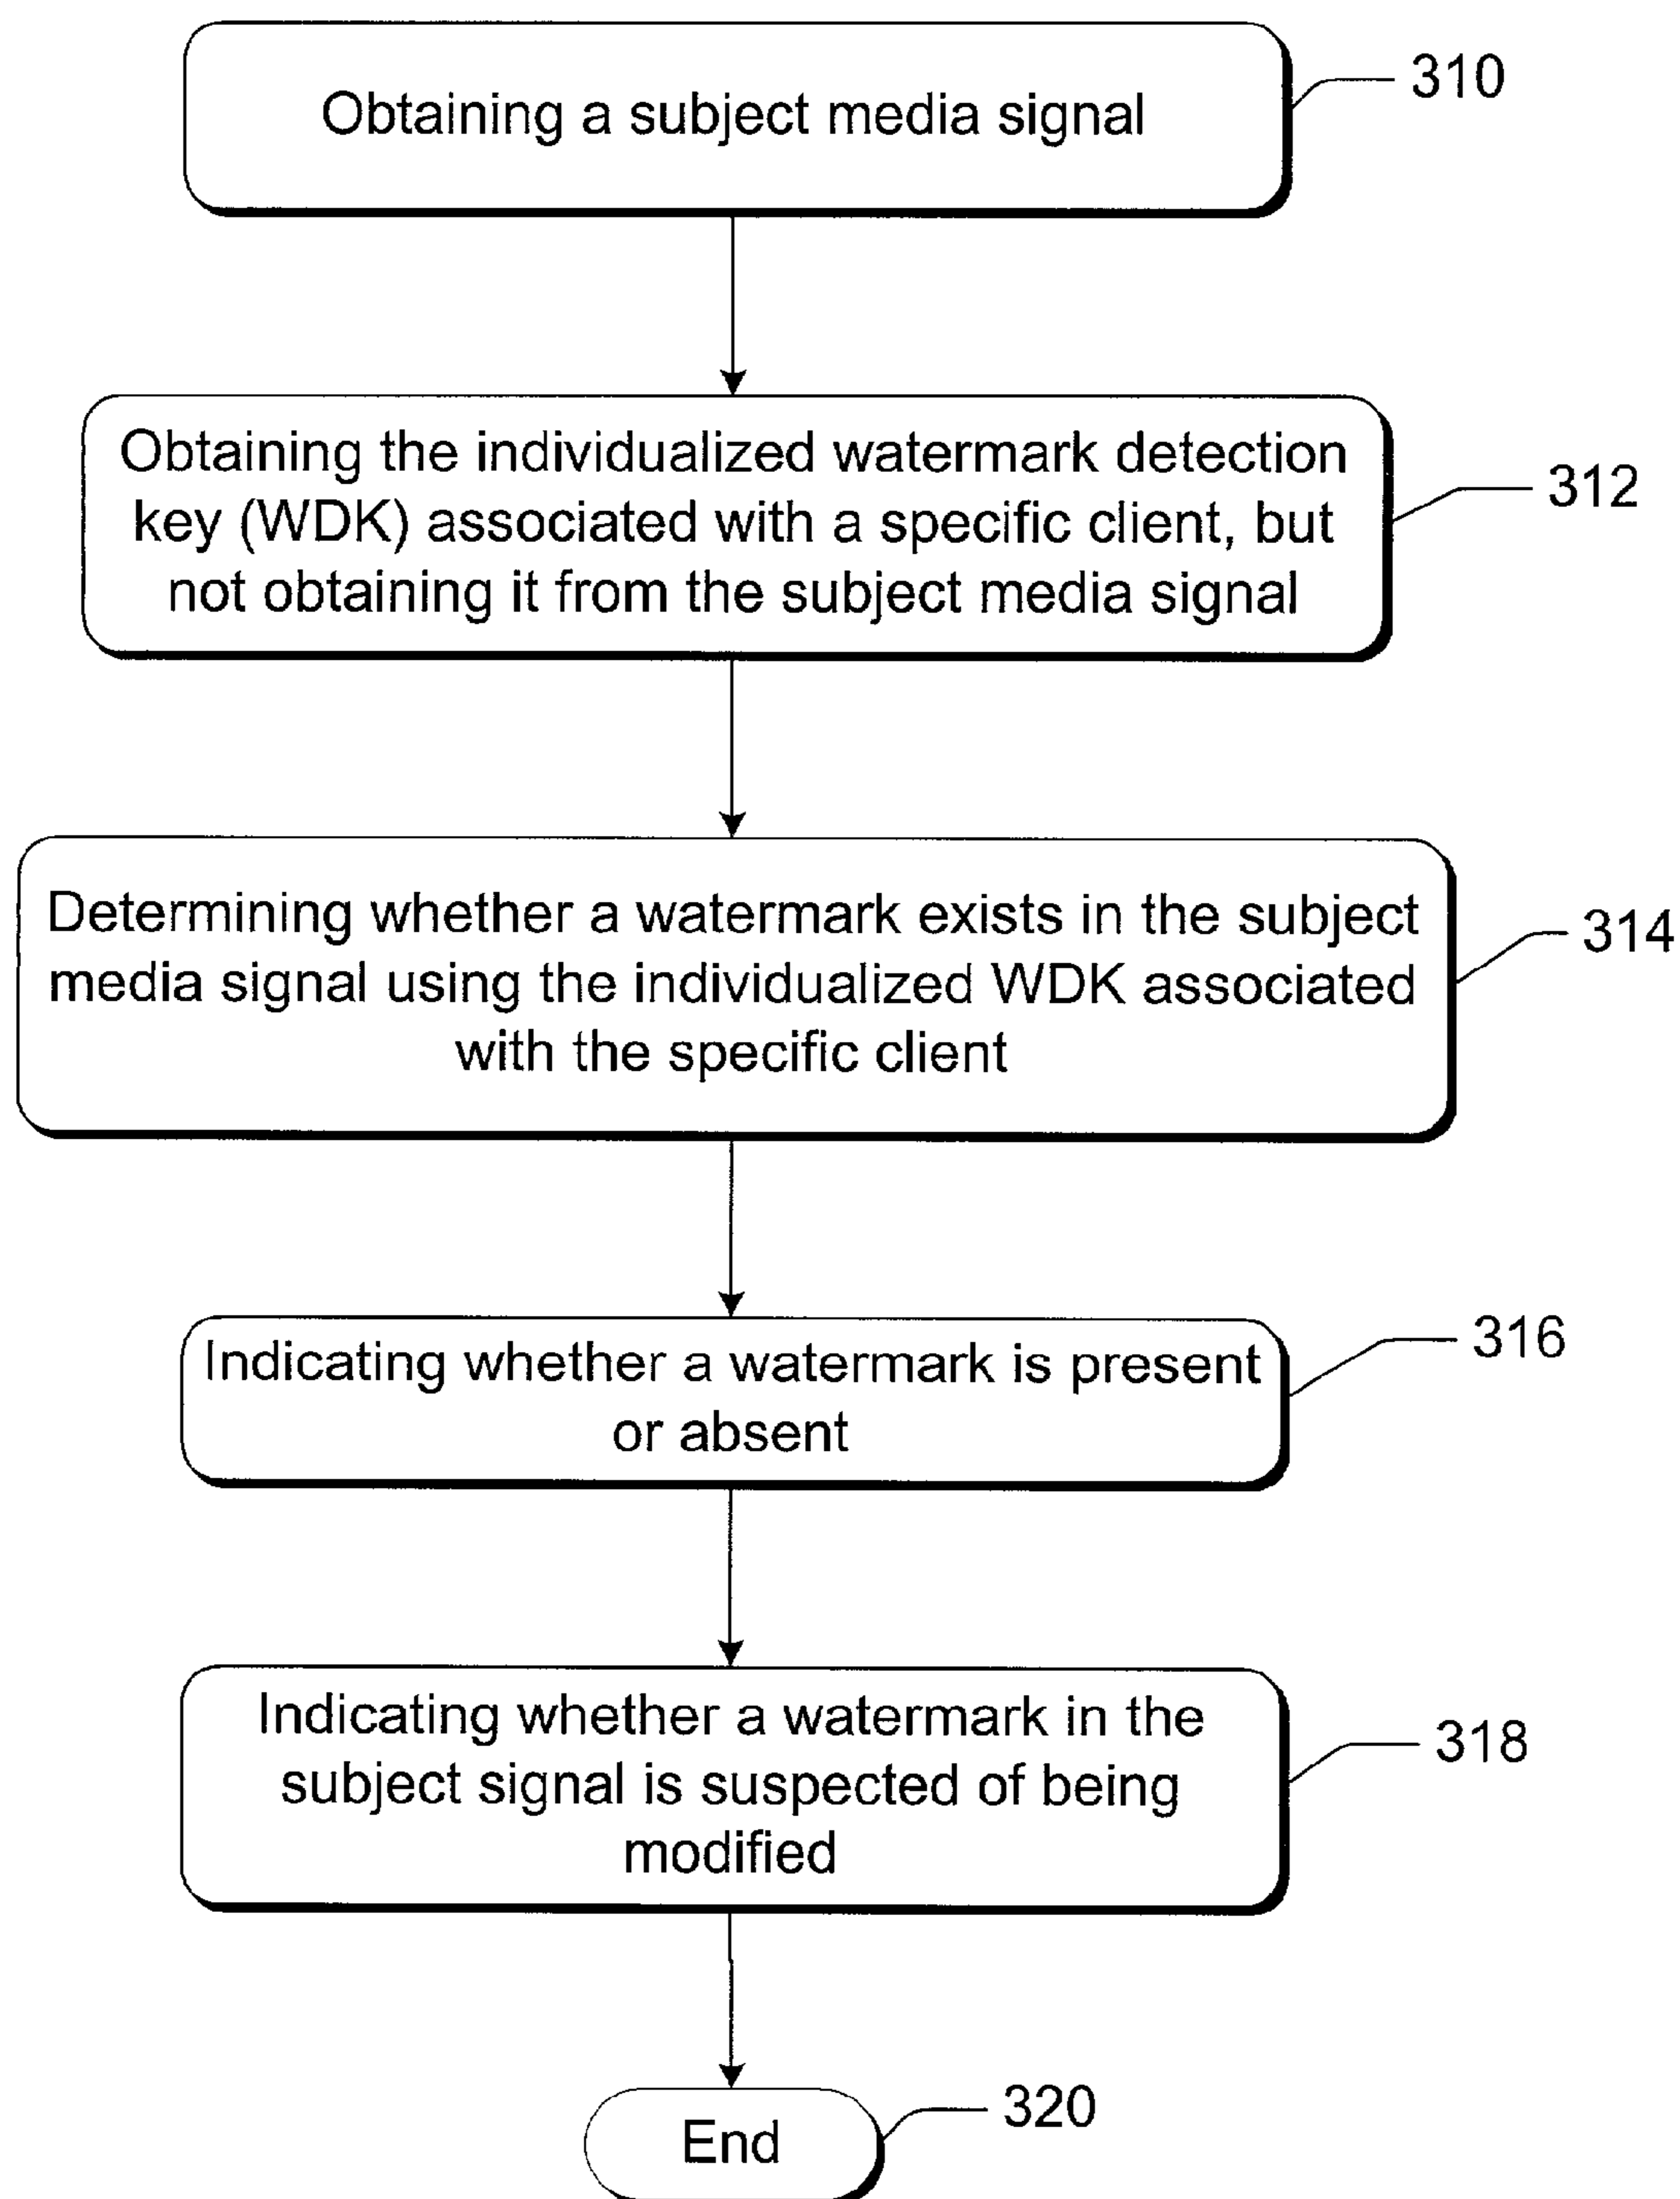 Obtaining a subject media signal
310
Obtaining the individualized watermark detection
key (WDK) associated with a specific client, but
not obtaining it from the subject media signal
312
Determining whether a watermark exists in the subject
media signal using the individualized WDK associated
with the specific client
314
Indicating whether a watermark is present
or absent
316
Indicating whether a watermark in the
subject signal is suspected of being
modified
318
End
320